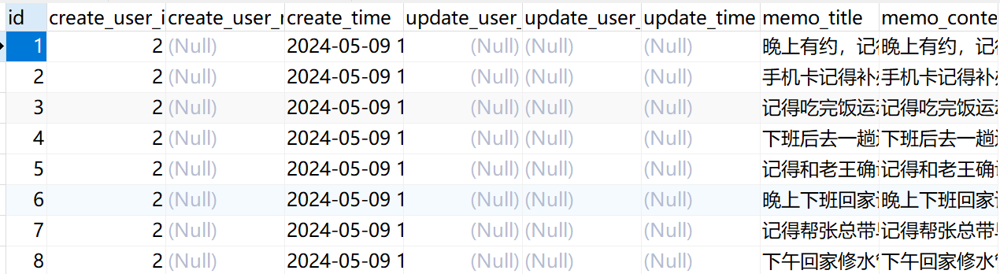 id create_user_i create_user_r create_time update_user_ update_user_ update_time memo_title memo_conte
1 2 (Null) 2024-05-09 1 (Null) (Null) (Null) 晚上有约，记 晚上有约，记
2 2 (Null) 2024-05-09 1 (Null) (Null) (Null) 手机卡记得补 手机卡记得补
3 2 (Null) 2024-05-09 1 (Null) (Null) (Null) 记得吃完饭运 记得吃完饭运
4 2 (Null) 2024-05-09 1 (Null) (Null) (Null) 下班后去一趟 下班后去一趟
5 2 (Null) 2024-05-09 1 (Null) (Null) (Null) 记得和老王确 记得和老王确
6 2 (Null) 2024-05-09 1 (Null) (Null) (Null) 晚上下班回家 晚上下班回家
7 2 (Null) 2024-05-09 1 (Null) (Null) (Null) 记得帮张总带 记得帮张总带
8 2 (Null) 2024-05-09 1 (Null) (Null) (Null) 下午回家修水 下午回家修水